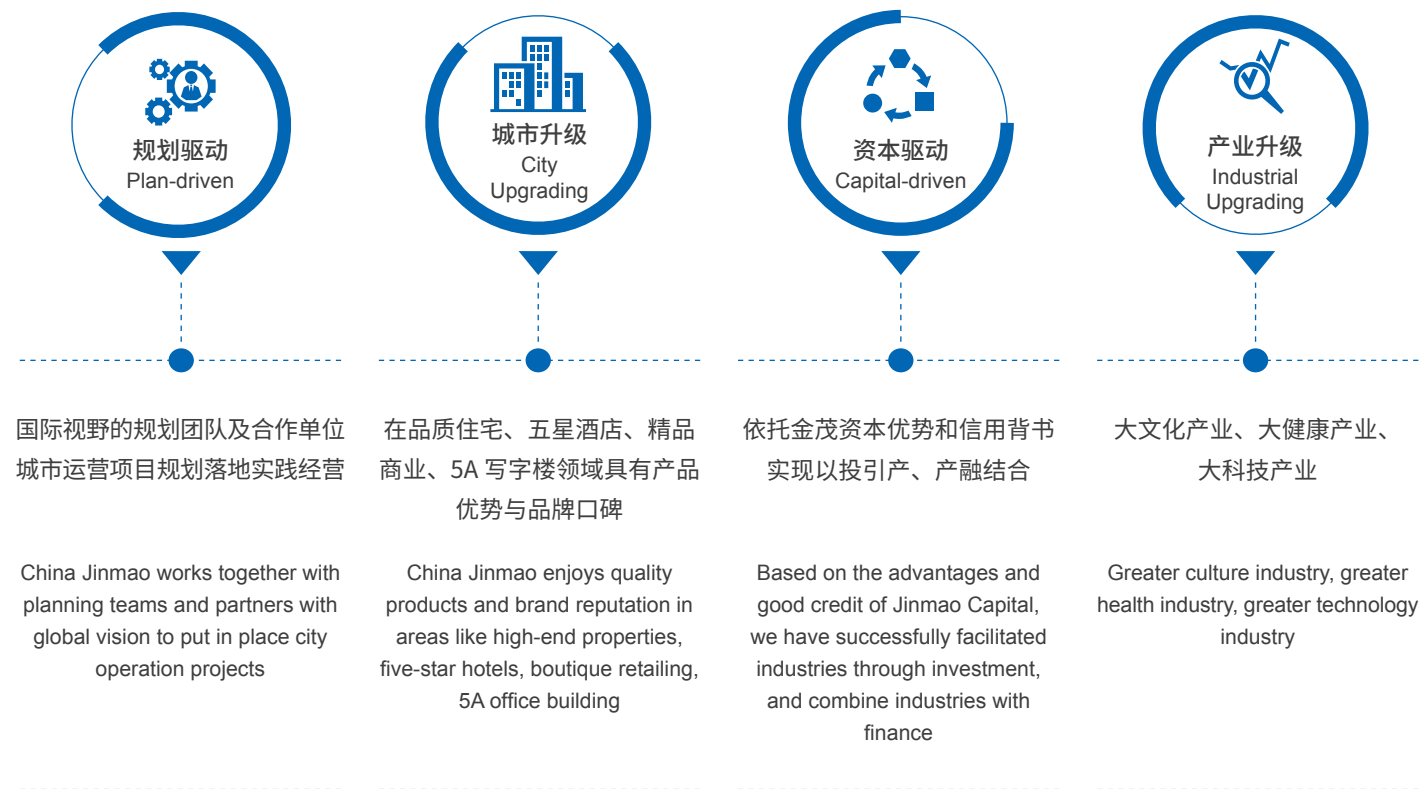 规划驱动
Plan-driven
城市升级
City
Upgrading
资本驱动
Capital-driven
产业升级
Industrial
Upgrading
国际视野的规划团队及合作单位
城市运营项目规划落地实践经营
在品质住宅、五星酒店、精品
商业、5A 写字楼领域具有产品
优势与品牌口碑
依托金茂资本优势和信用背书
实现以投引产、产融结合
大文化产业、大健康产业、
大科技产业
China Jinmao works together with
planning teams and partners with
global vision to put in place city
operation projects
China Jinmao enjoys quality
products and brand reputation in
areas like high-end properties,
five-star hotels, boutique retailing,
5A office building
Based on the advantages and
good credit of Jinmao Capital,
we have successfully facilitated
industries through investment,
and combine industries with
finance
Greater culture industry, greater
health industry, greater technology
industry